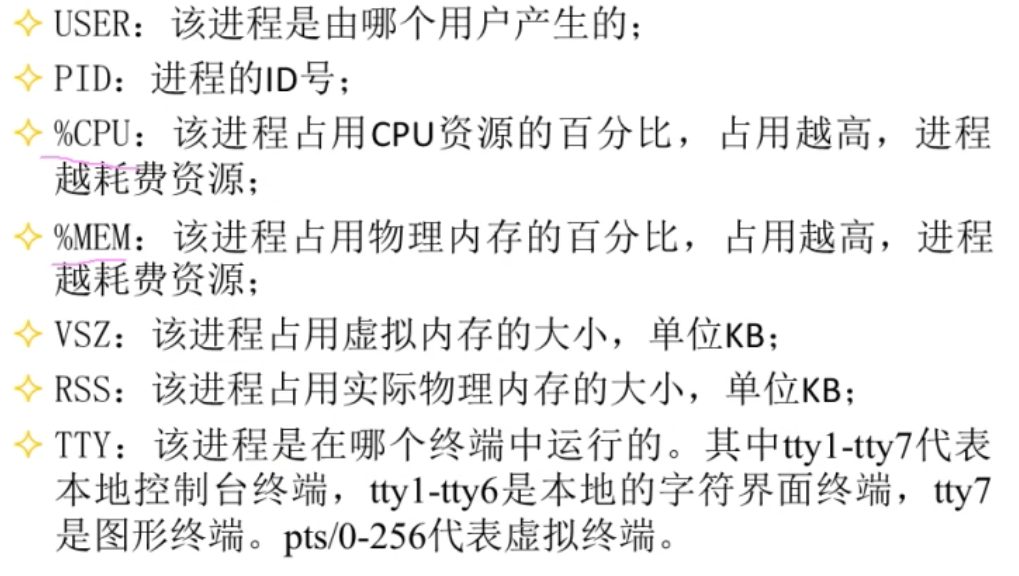 USER：该进程是由哪个用户产生的；
PID：进程的ID号；
%CPU：该进程占用CPU资源的百分比，占用越高，进程
越耗费资源；
%MEM：该进程占用物理内存的百分比，占用越高，进程
越耗费资源；
VSZ：该进程占用虚拟内存的大小，单位KB；
RSS：该进程占用实际物理内存的大小，单位KB；
TTY：该进程是在哪个终端中运行的。其中tty1-tty7代表
本地控制台终端，tty1-tty6是本地的字符界面终端，tty7
是图形终端。pts/0-256代表虚拟终端。